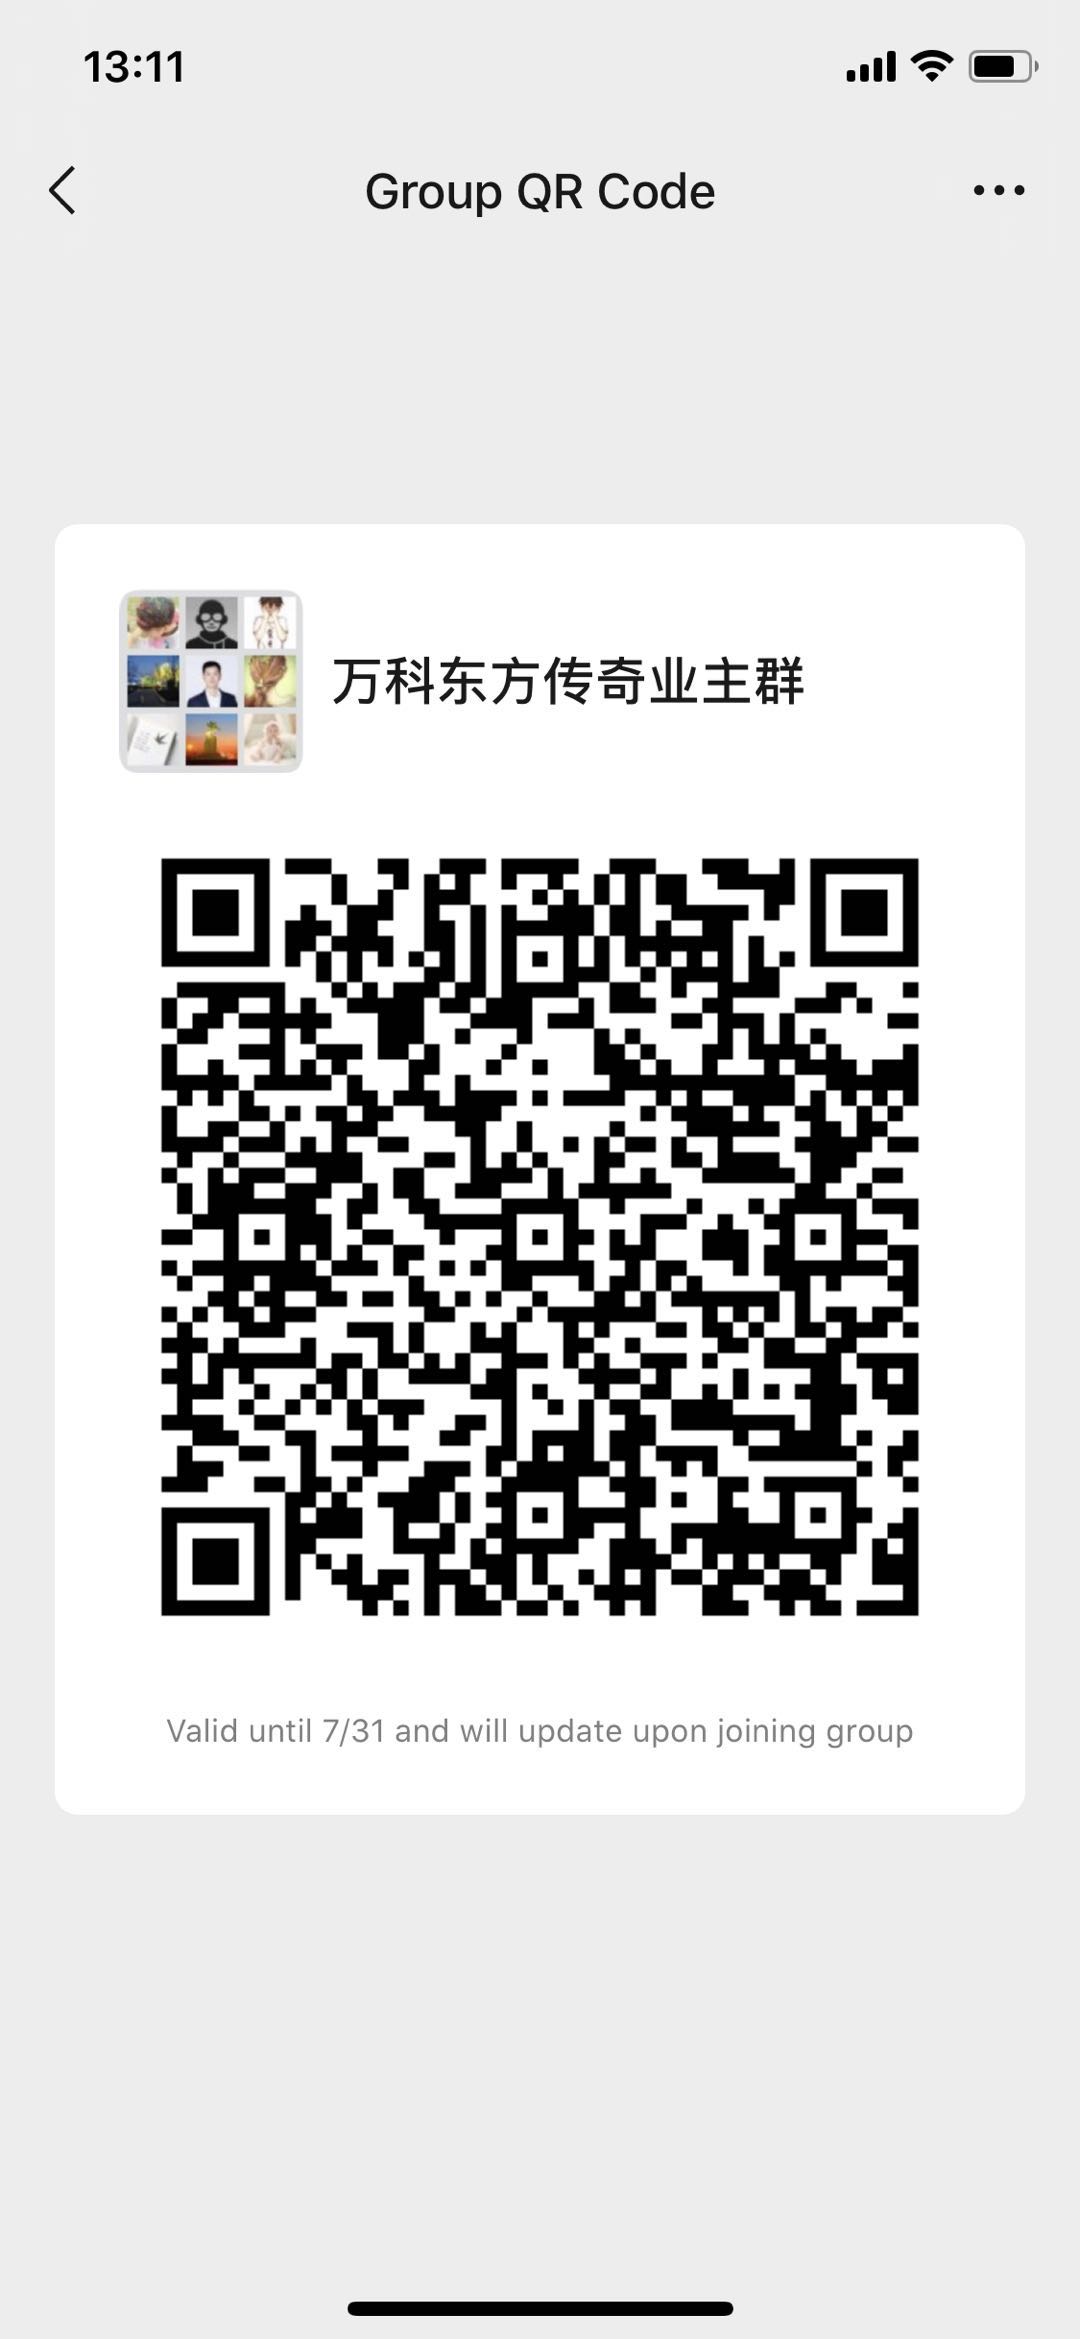 13:11
Group QR Code
万科东方传奇业主群
Valid until 7/31 and will update upon joining group